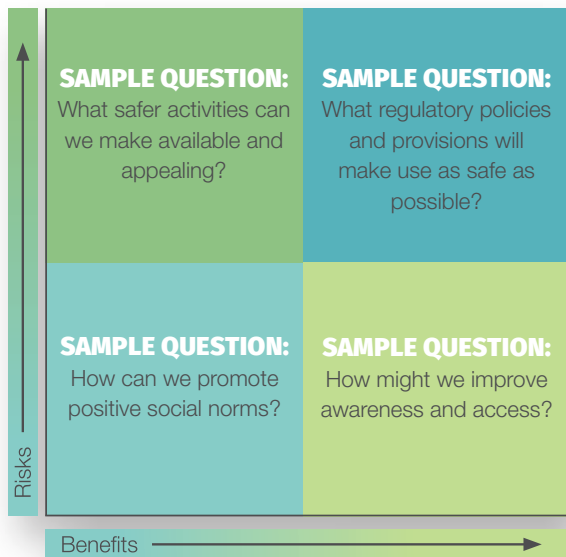 SAMPLE QUESTION:
What safer activities can
we make available and
appealing?
SAMPLE QUESTION:
What regulatory policies
and provisions will
make use as safe as
possible?
SAMPLE QUESTION:
How can we promote
positive social norms?
SAMPLE QUESTION:
How might we improve
awareness and access?
Risks
Benefits